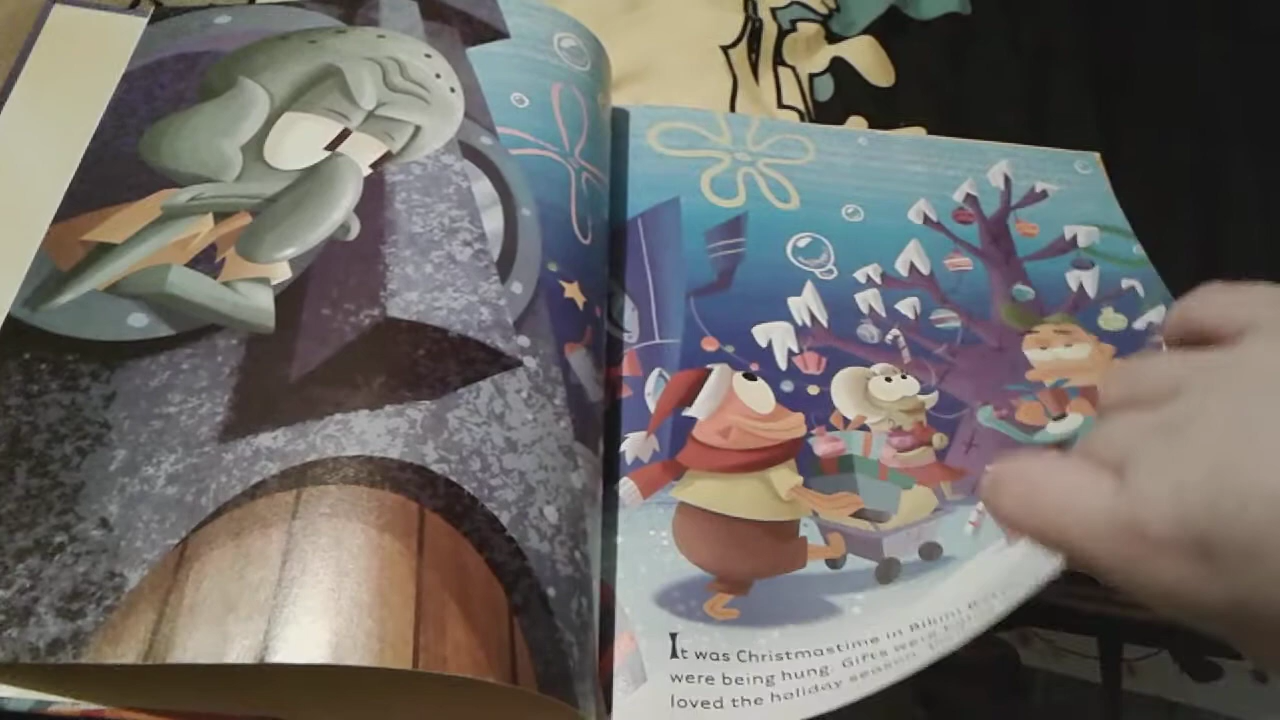 It was Christmastime in Bikini
were being hung. Gifts were
loved the holiday season.